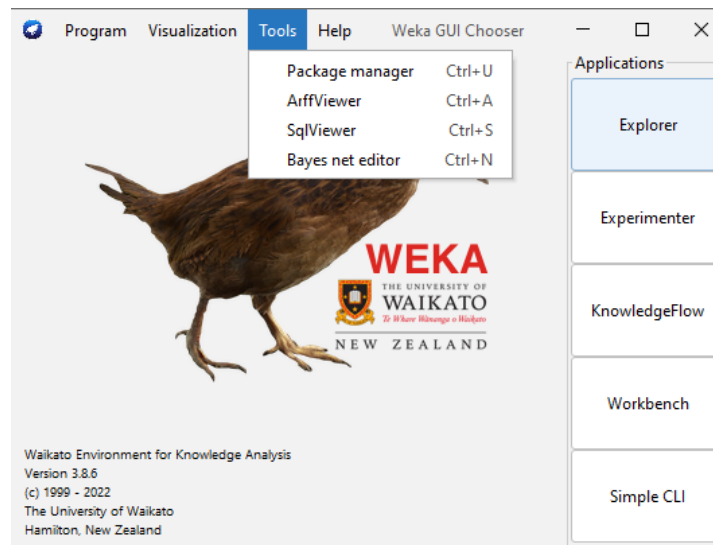 Program Visualization Tools Help Weka GUI Chooser
Applications
Package manager Ctrl+U
ArffViewer Ctrl+A
SqlViewer Ctrl+S
Bayes net editor Ctrl+N
Explorer
Experimenter
KnowledgeFlow
Workbench
Simple CLI
WEKA
THE UNIVERSITY OF
WAIKATO
Te Whare Wānanga o Waikato
NEW ZEALAND
Waikato Environment for Knowledge Analysis
Version 3.8.6
(c) 1999 - 2022
The University of Waikato
Hamilton, New Zealand